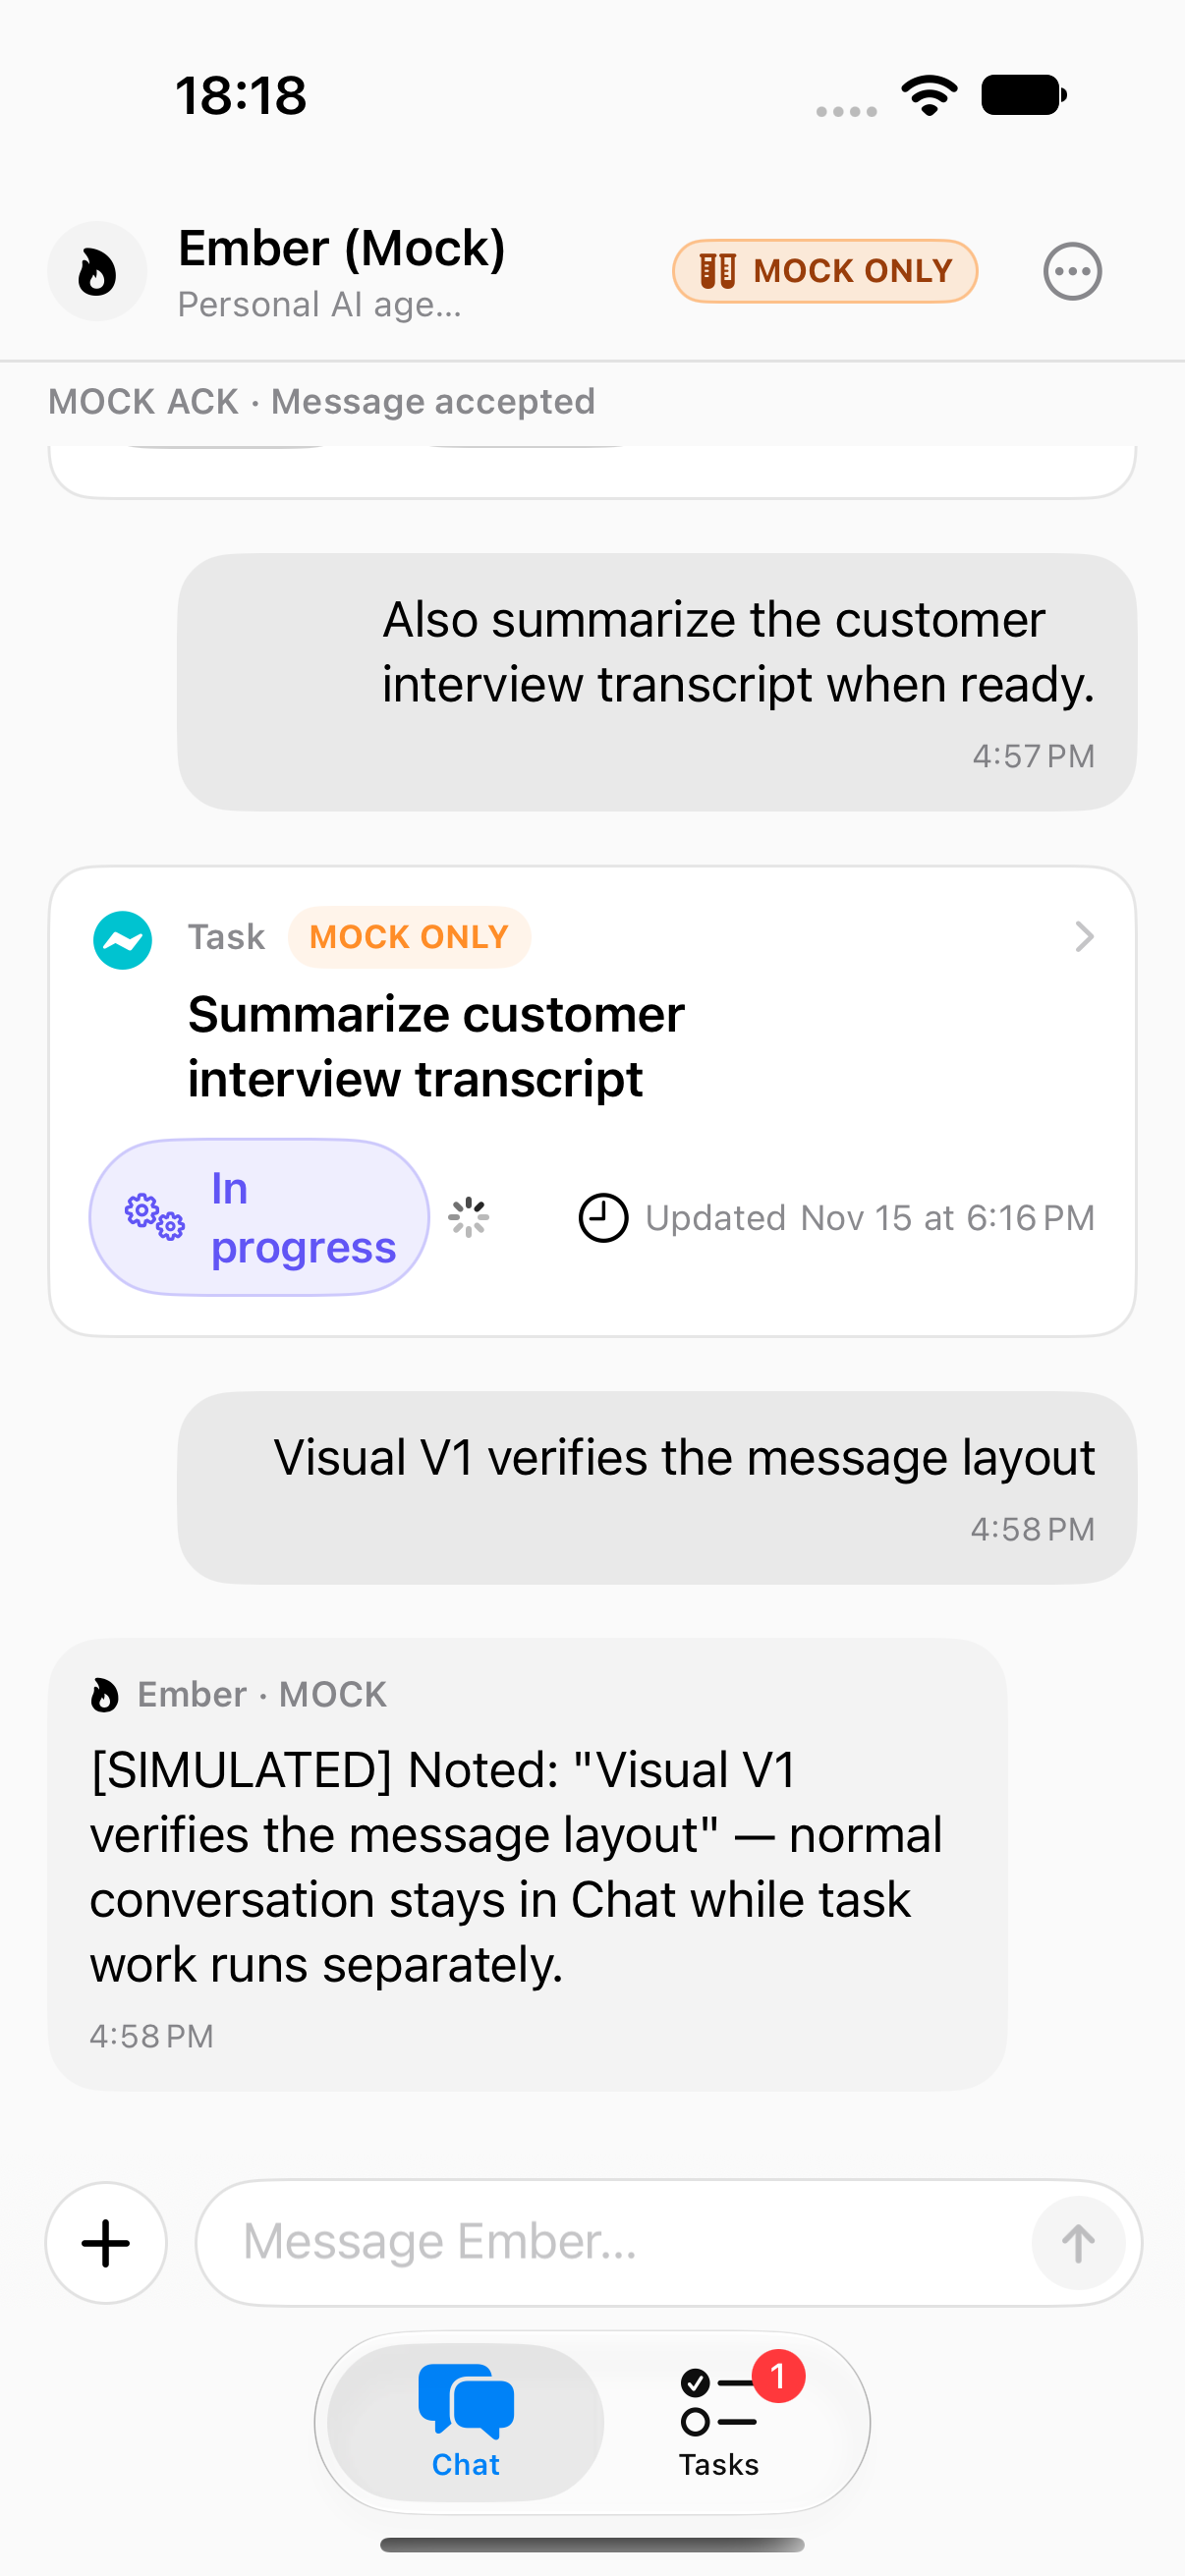 18:18
Ember (Mock)
Personal AI age...
MOCK ONLY
MOCK ACK · Message accepted
Also summarize the customer
interview transcript when ready.
4:57 PM
Task
MOCK ONLY
Summarize customer
interview transcript
In
progress
Updated Nov 15 at 6:16 PM
Visual V1 verifies the message layout
4:58 PM
Ember · MOCK
[SIMULATED] Noted: "Visual V1
verifies the message layout" — normal
conversation stays in Chat while task
work runs separately.
4:58 PM
Message Ember...
1
Chat
Tasks